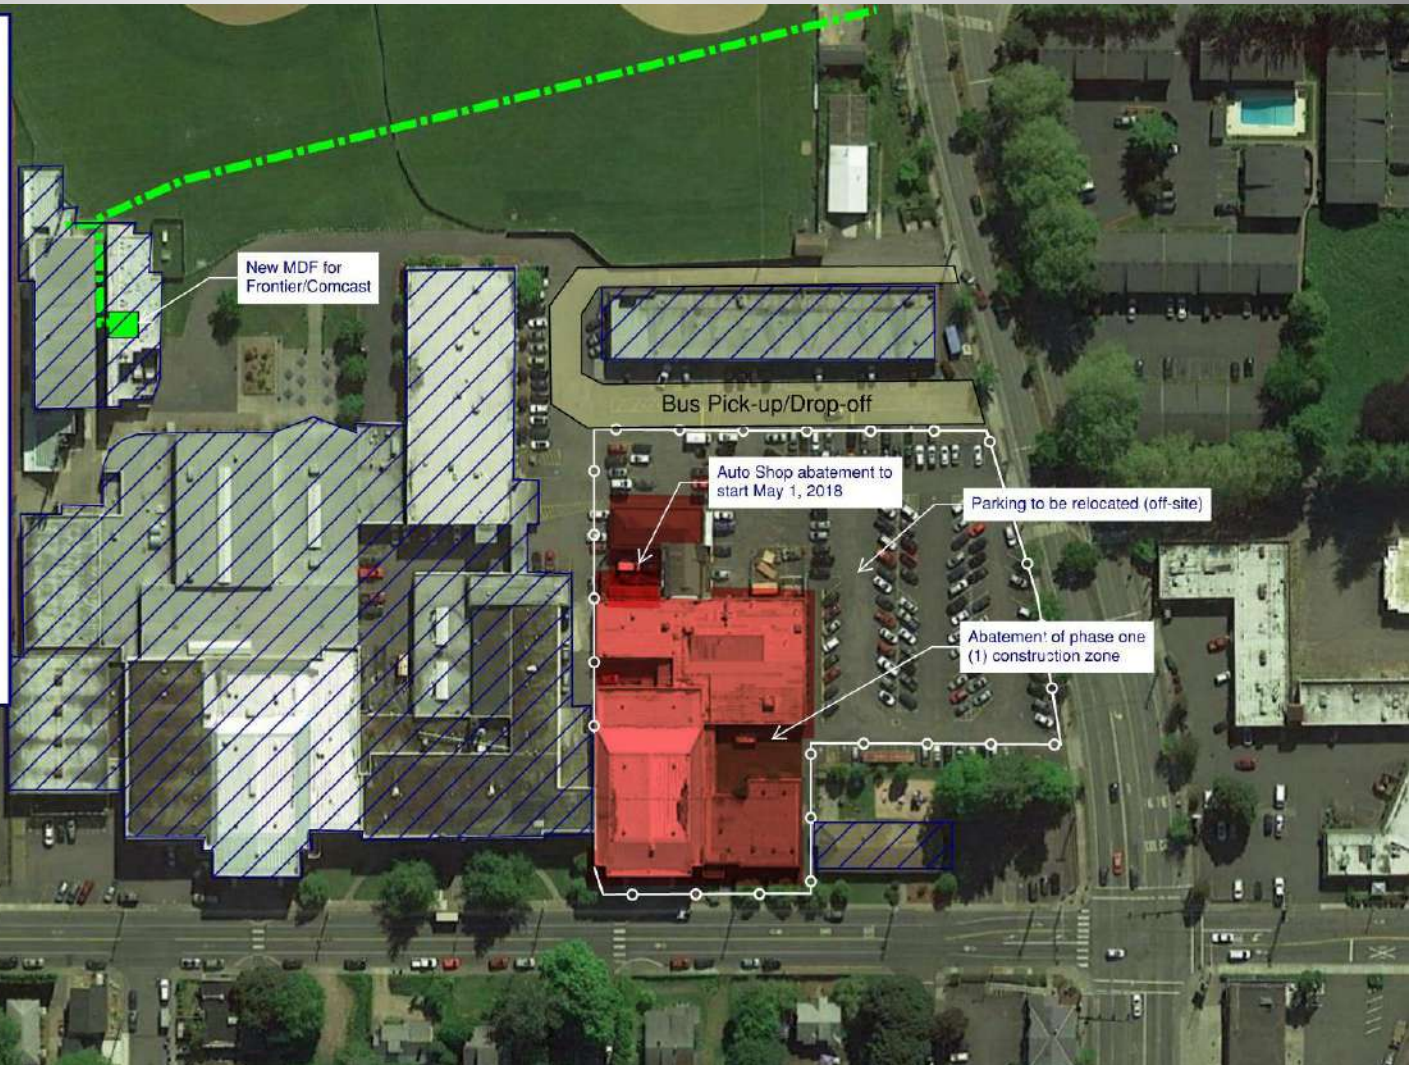 New MDF for
Frontier/Comcast
Bus Pick-up/Drop-off
Auto Shop abatement to
start May 1, 2018
Parking to be relocated (off-site)
Abatement of phase one
(1) construction zone